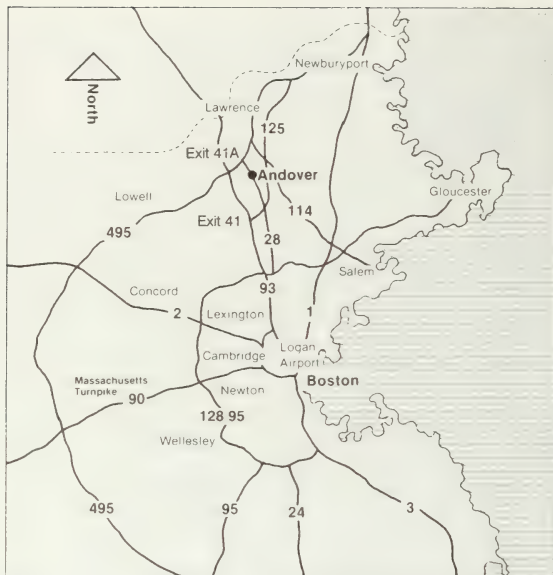 Newburyport
North
Lawrence
125
Exit 41A
Andover
Lowell
Gloucester
Exit 41
114
495
28
Salem
93
Concord
Lexington
2
1
Logan
Airport
Cambridge
Massachusetts
Turnpike
Newton
Boston
90
128 95
Wellesley
495
95
24
3